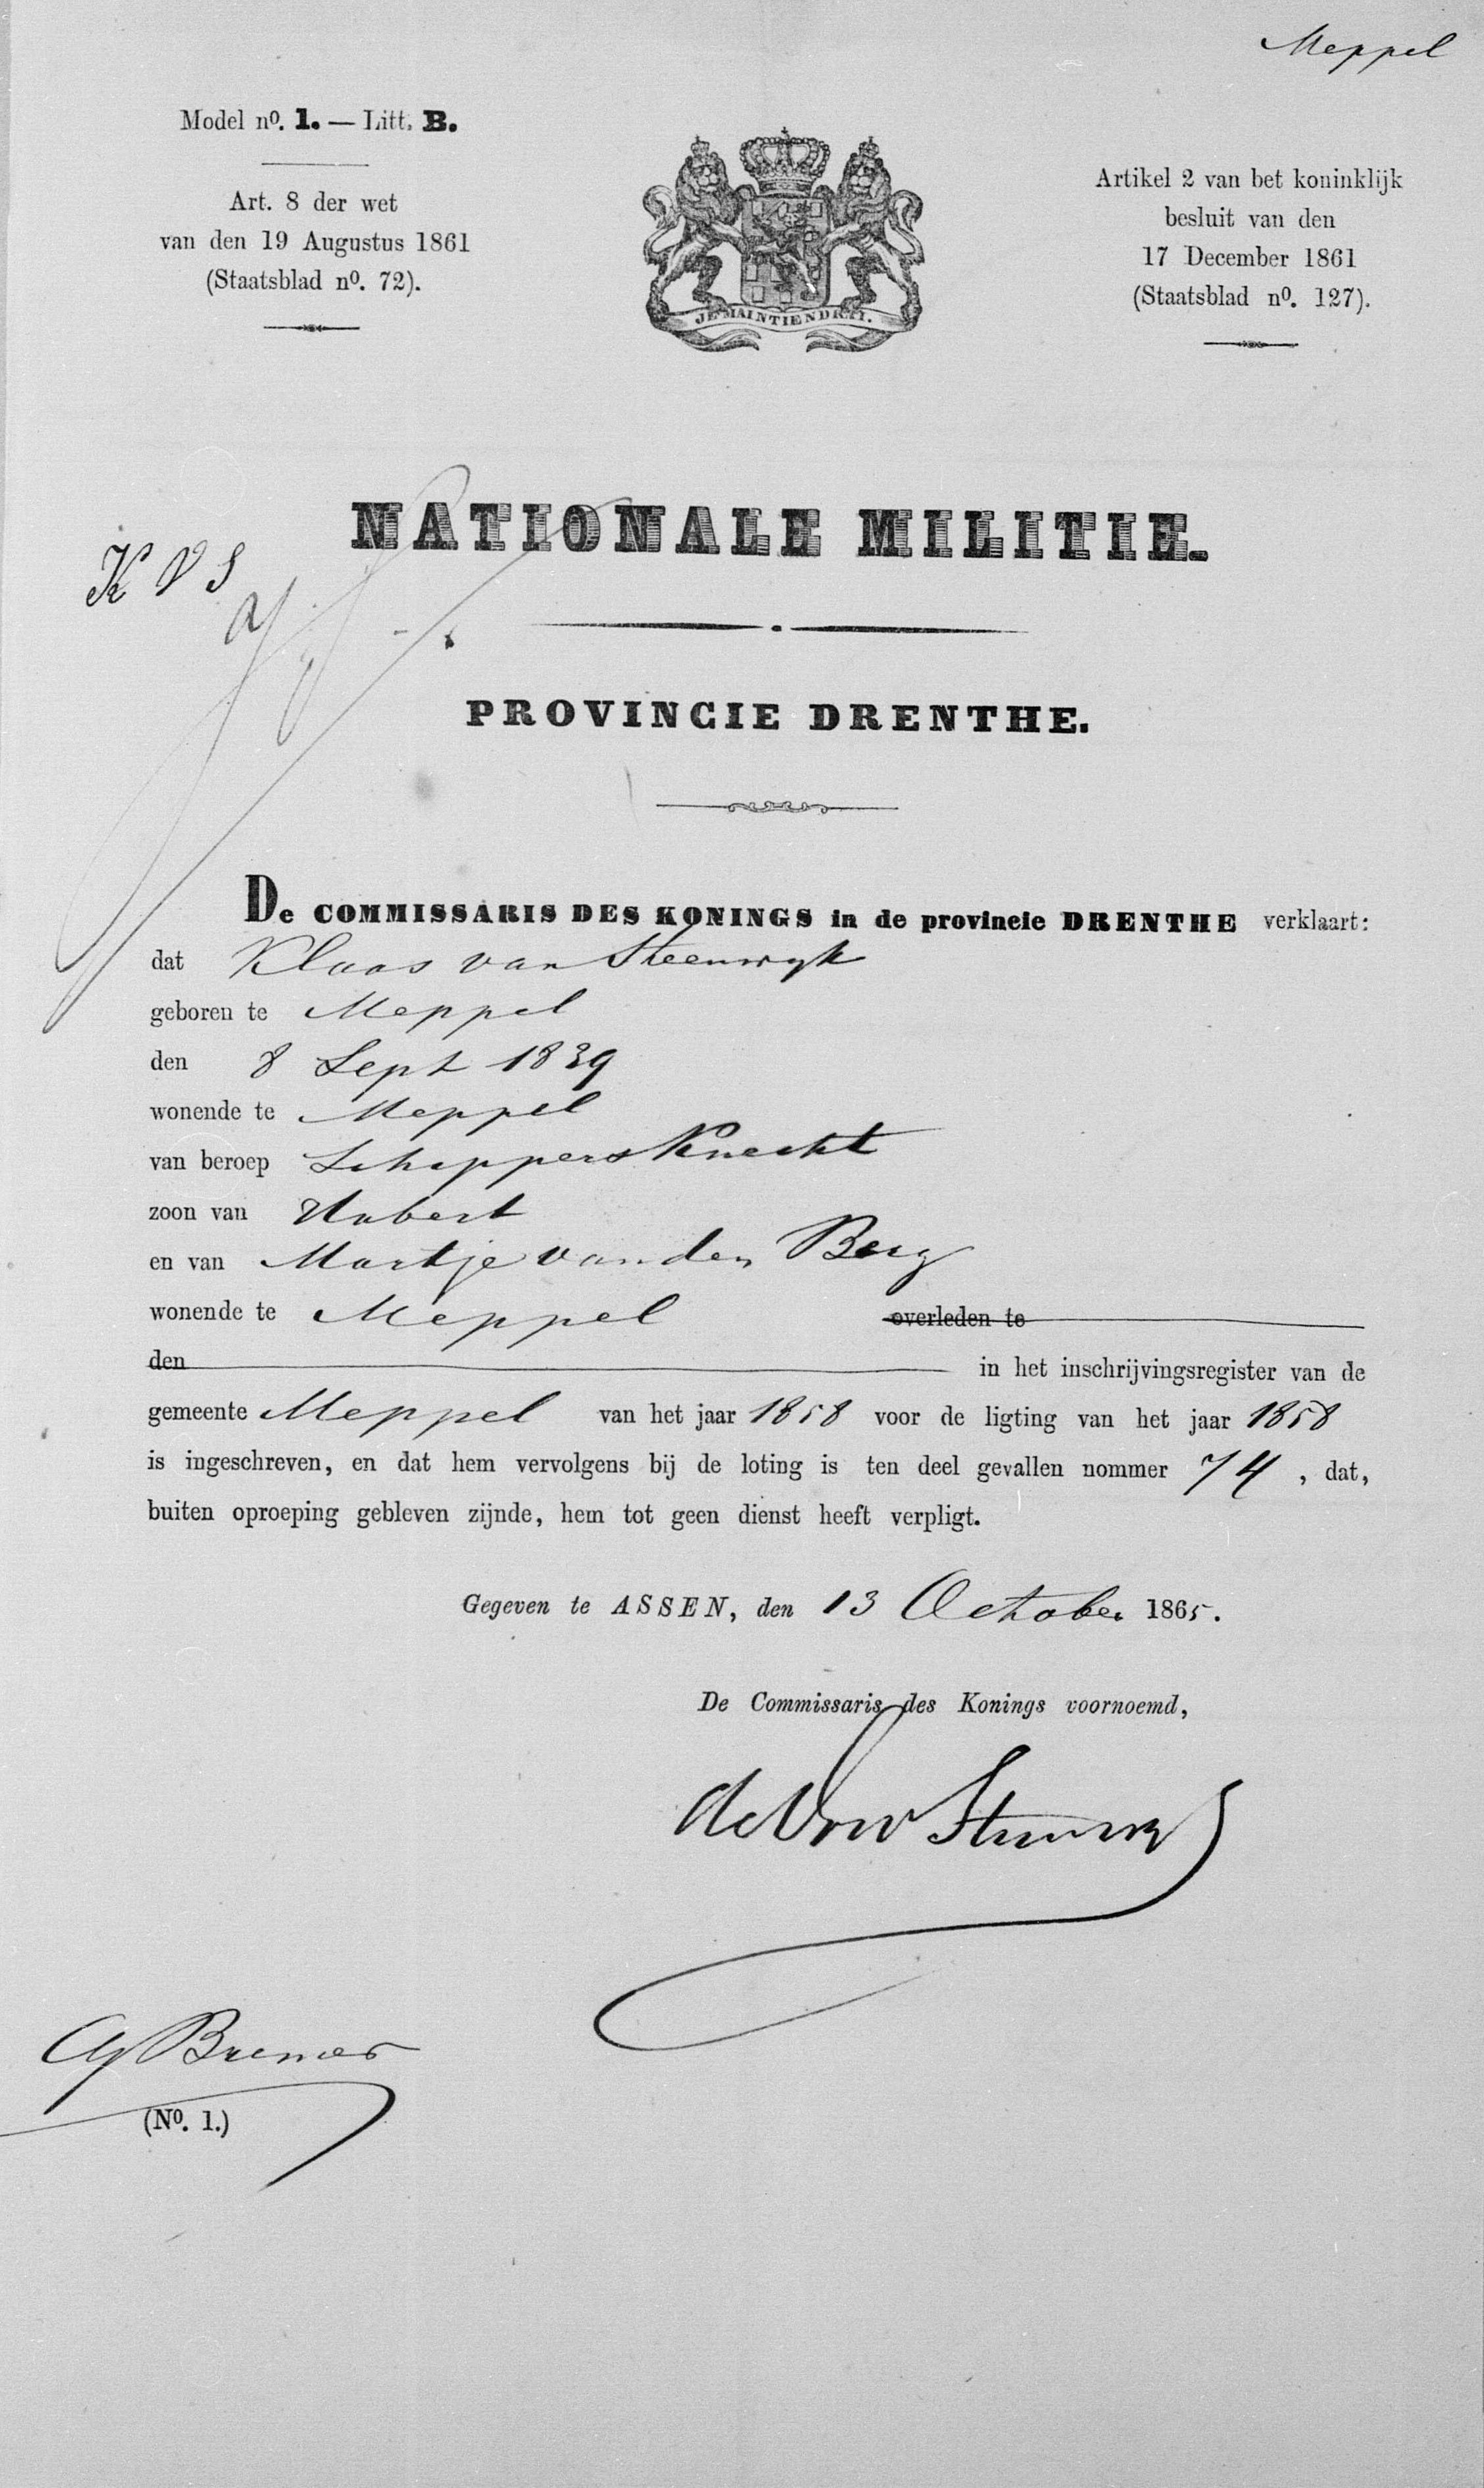 Meppel
Model nº. 1. — Litt. B.
Art. 8 der wet
van den 19 Augustus 1861
(Staatsblad nº. 72).
JE MAINTIENDRAI.
Artikel 2 van het koninklijk
besluit van den
17 December 1861
(Staatsblad nº. 127).
NATIONALE MILITIE.
K V S
PROVINCIE DRENTHE.
De COMMISSARIS DES KONINGS in de provincie DRENTHE verklaart:
dat Klaas van Steenwyk
geboren te Meppel
den 8 Sept 1839
wonende te Meppel
van beroep Schippersknecht
zoon van Hubert
en van Martje van den Berg
wonende te Meppel overleden te
den in het inschrijvingsregister van de
gemeente Meppel van het jaar 1858 voor de ligting van het jaar 1858
is ingeschreven, en dat hem vervolgens bij de loting is ten deel gevallen nommer 74, dat,
buiten oproeping gebleven zijnde, hem tot geen dienst heeft verpligt.
Gegeven te ASSEN, den 13 October 1865.
De Commissaris des Konings voornoemd,
Bremer
(Nº. 1.)